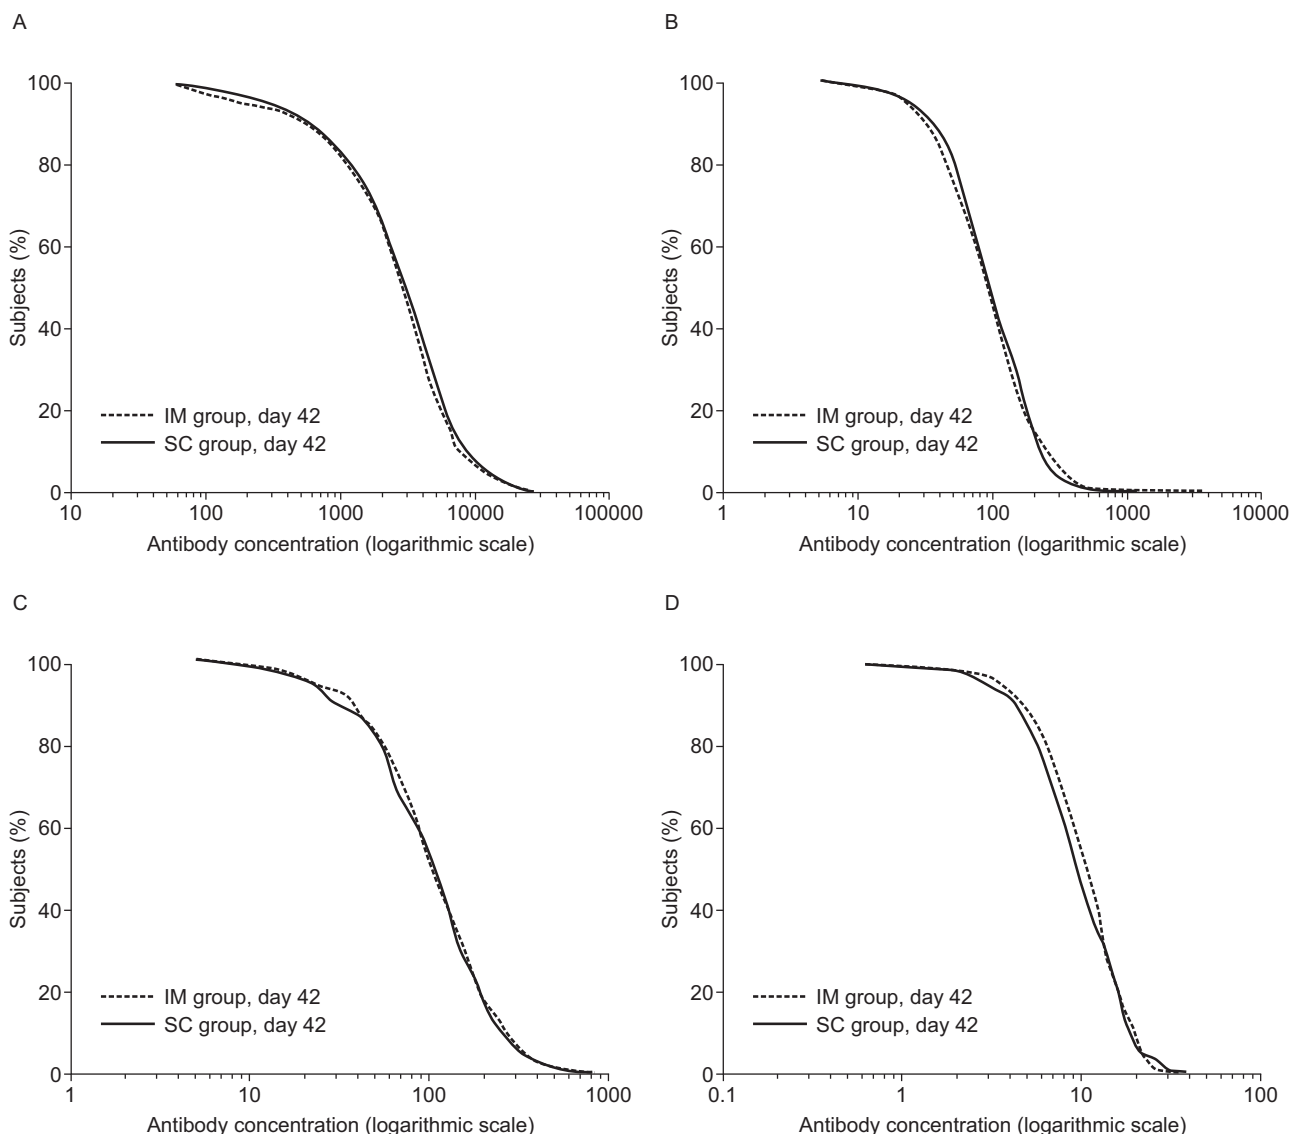 A
100
80
60
40
20
0
Subjects (%)
IM group, day 42
SC group, day 42
10 100 1000 10000 100000
Antibody concentration (logarithmic scale)
B
100
80
60
40
20
0
Subjects (%)
IM group, day 42
SC group, day 42
1 10 100 1000 10000
Antibody concentration (logarithmic scale)
C
100
80
60
40
20
0
Subjects (%)
IM group, day 42
SC group, day 42
1 10 100 1000
Antibody concentration (logarithmic scale)
D
100
80
60
40
20
0
Subjects (%)
IM group, day 42
SC group, day 42
0.1 1 10 100
Antibody concentration (logarithmic scale)